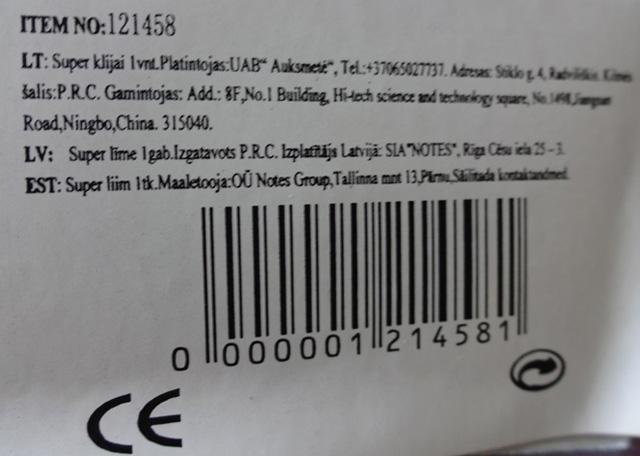 ITEM NO:121458
LT: Super klijai 1vnt.Platintojas:UAB“ Auksmetė“, Tel.:+37065027737. Adresas: Stiklo g. 4, Radviliškis. Kilmės
šalis:P.R.C. Gamintojas: Add.: 8F,No.1 Building, Hi-tech science and technology square, No.1498,Jiangnan
Road,Ningbo,China. 315040.
LV: Super līme 1gab.Izgatavots P.R.C. Izplatītājs Latvijā: SIA"NOTES", Rīga Cēsu iela 25-3.
EST: Super liim 1tk.Maaletooja:OÜ Notes Group,Tallinna mnt 13,Pärnu,Säilitada kontaktandmed.
0 000001 214581
CE